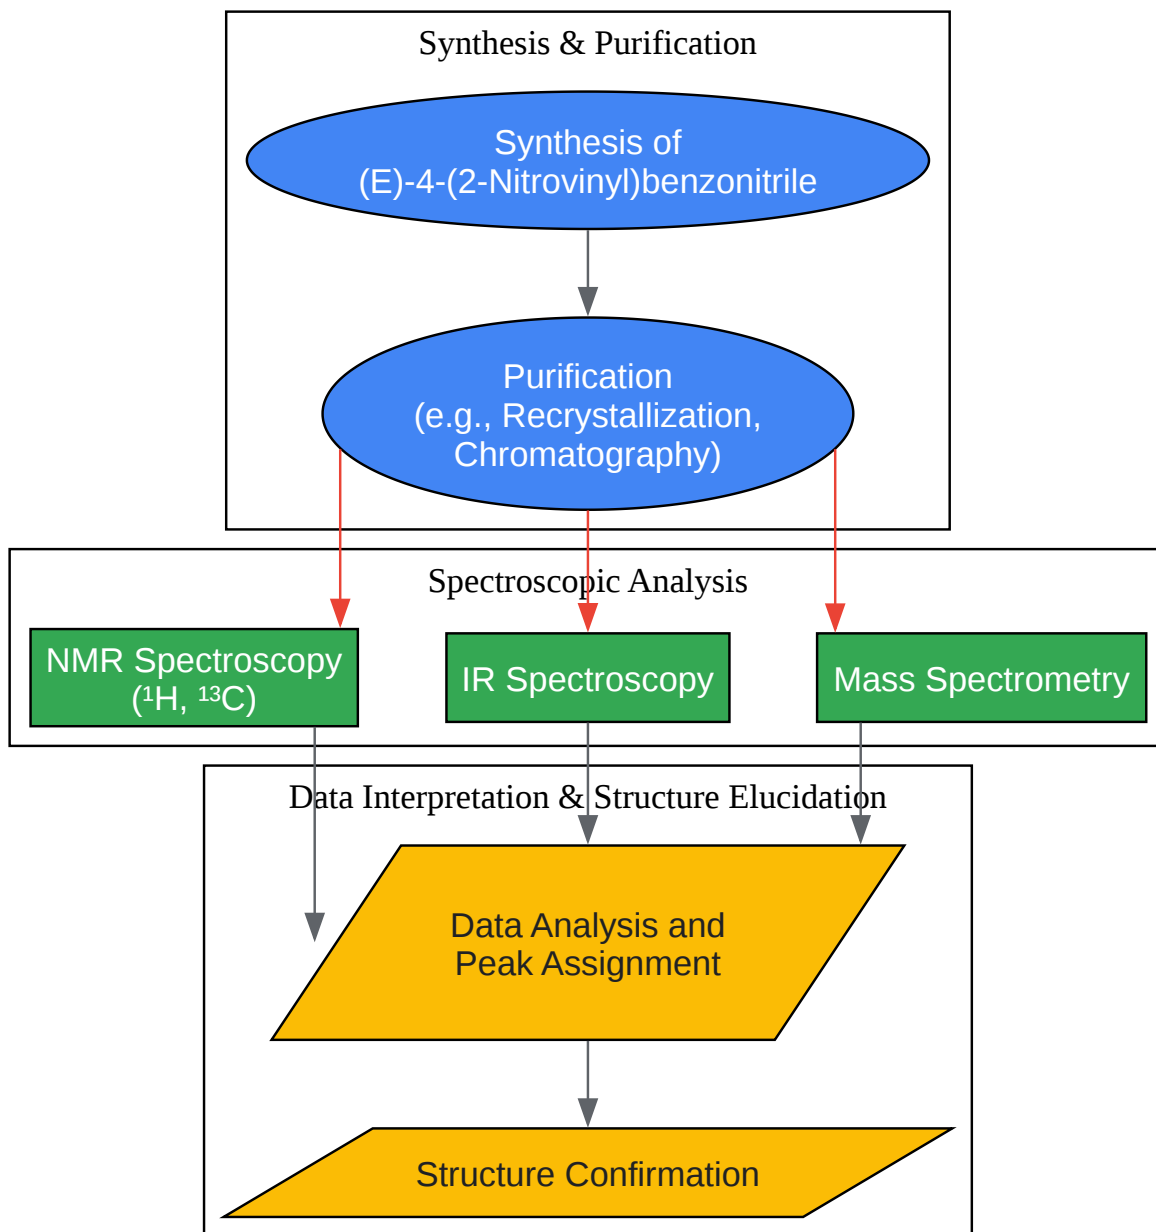 Synthesis & Purification
Synthesis of
(E)-4-(2-Nitrovinyl)benzonitrile
Purification
(e.g., Recrystallization,
Chromatography)
Spectroscopic Analysis
NMR Spectroscopy
(¹H, ¹³C)
IR Spectroscopy
Mass Spectrometry
Data Interpretation & Structure Elucidation
Data Analysis and
Peak Assignment
Structure Confirmation